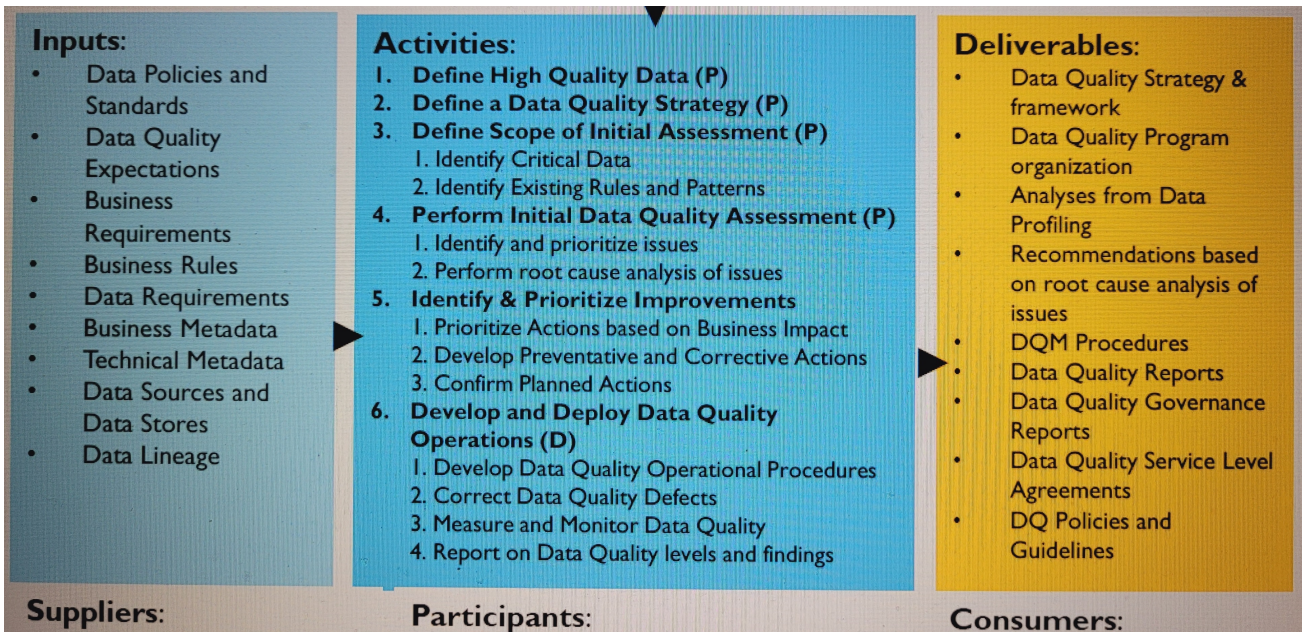 Inputs:
• Data Policies and
Standards
• Data Quality
Expectations
• Business
Requirements
• Business Rules
• Data Requirements
• Business Metadata
• Technical Metadata
• Data Sources and
Data Stores
• Data Lineage
Activities:
1. Define High Quality Data (P)
2. Define a Data Quality Strategy (P)
3. Define Scope of Initial Assessment (P)
1. Identify Critical Data
2. Identify Existing Rules and Patterns
4. Perform Initial Data Quality Assessment (P)
1. Identify and prioritize issues
2. Perform root cause analysis of issues
5. Identify & Prioritize Improvements
1. Prioritize Actions based on Business Impact
2. Develop Preventative and Corrective Actions
3. Confirm Planned Actions
6. Develop and Deploy Data Quality
Operations (D)
1. Develop Data Quality Operational Procedures
2. Correct Data Quality Defects
3. Measure and Monitor Data Quality
4. Report on Data Quality levels and findings
Deliverables:
• Data Quality Strategy &
framework
• Data Quality Program
organization
• Analyses from Data
Profiling
• Recommendations based
on root cause analysis of
issues
• DQM Procedures
• Data Quality Reports
• Data Quality Governance
Reports
• Data Quality Service Level
Agreements
• DQ Policies and
Guidelines
Suppliers:
Participants:
Consumers: